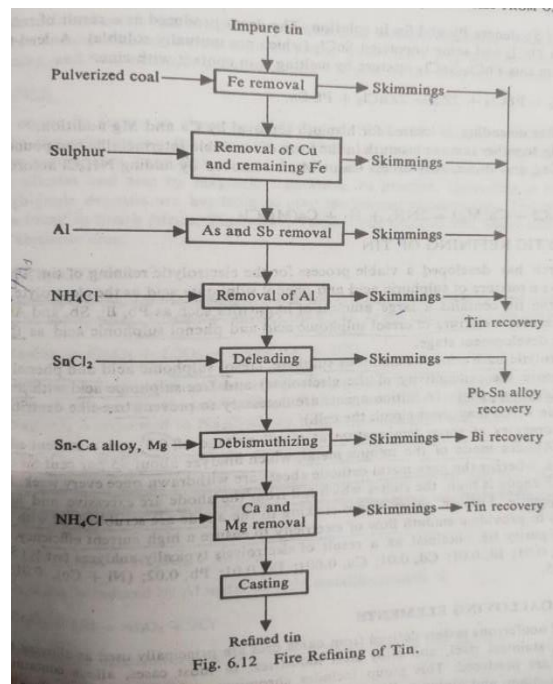 Impure tin
Pulverized coal
Fe removal
Skimmings
Sulphur
Removal of Cu
and remaining Fe
Skimmings
Al
As and Sb removal
Skimmings
NH₄Cl
Removal of Al
Skimmings
Tin recovery
SnCl₂
Deleading
Skimmings
Pb-Sn alloy
recovery
Sn-Ca alloy, Mg
Debismuthizing
Skimmings
Bi recovery
NH₄Cl
Ca and
Mg removal
Skimmings
Tin recovery
Casting
Refined tin
Fig. 6.12 Fire Refining of Tin.